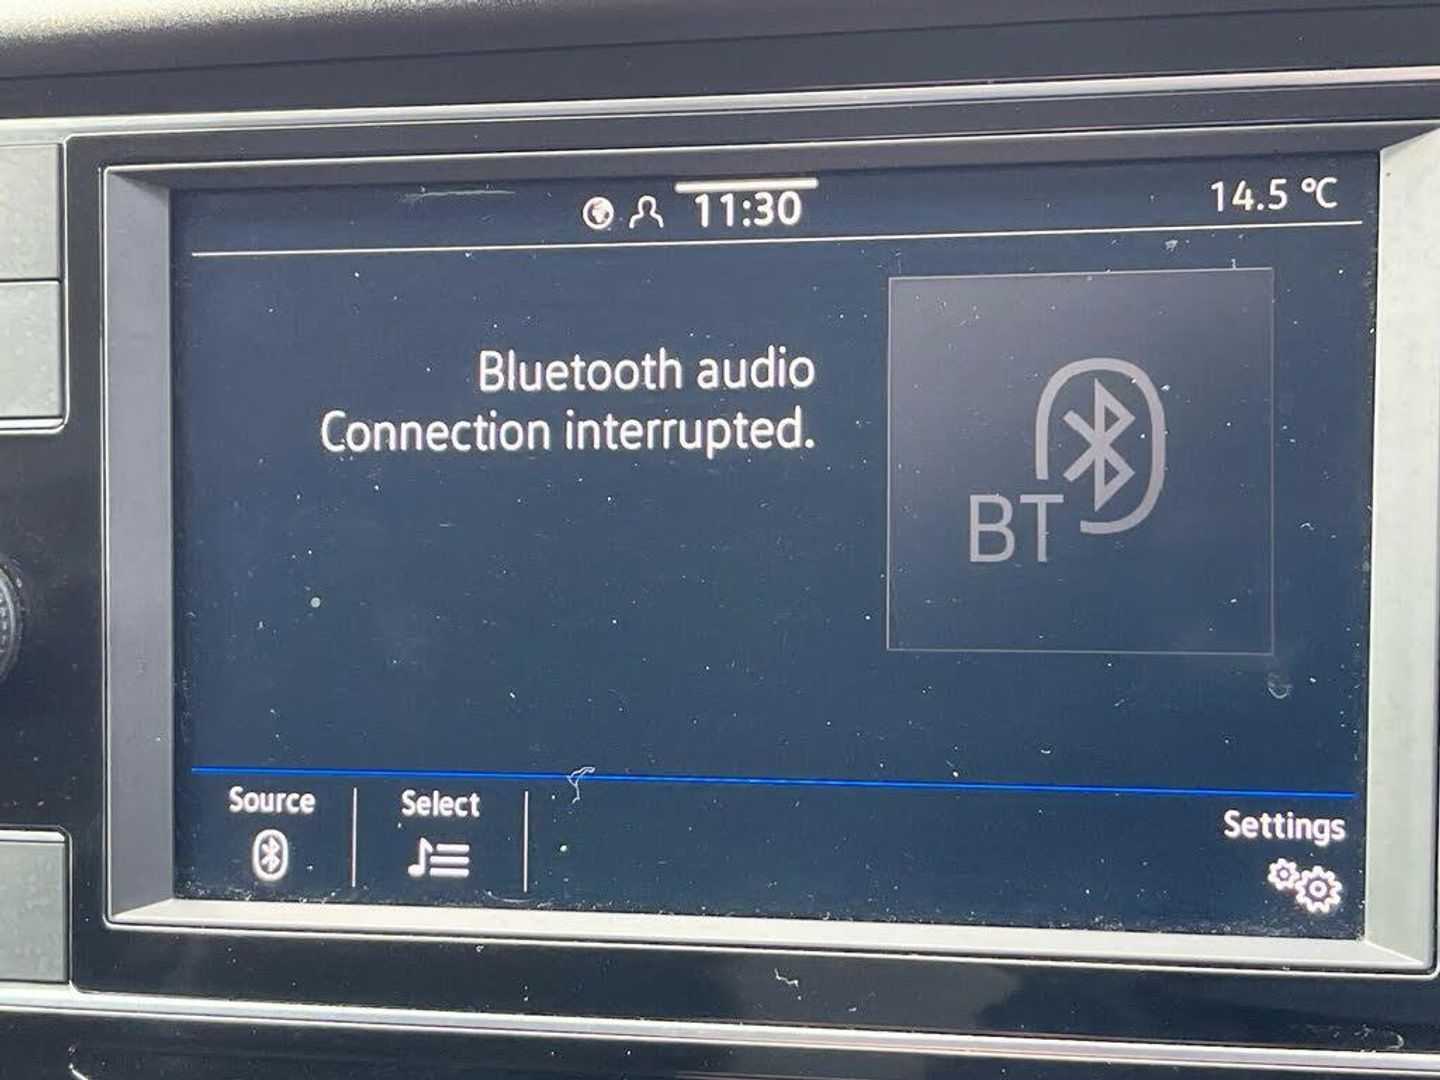 11:30
14.5 °C
Bluetooth audio
Connection interrupted.
BT
Source
Select
Settings